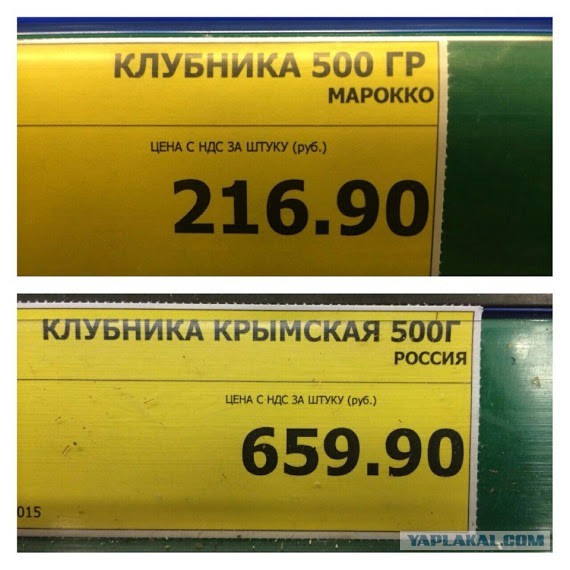 КЛУБНИКА 500 ГР
МАРОККО
ЦЕНА С НДС ЗА ШТУКУ (руб.)
216.90
КЛУБНИКА КРЫМСКАЯ 500Г
РОССИЯ
ЦЕНА С НДС ЗА ШТУКУ (руб.)
659.90
015
YAPLAKAL.COM